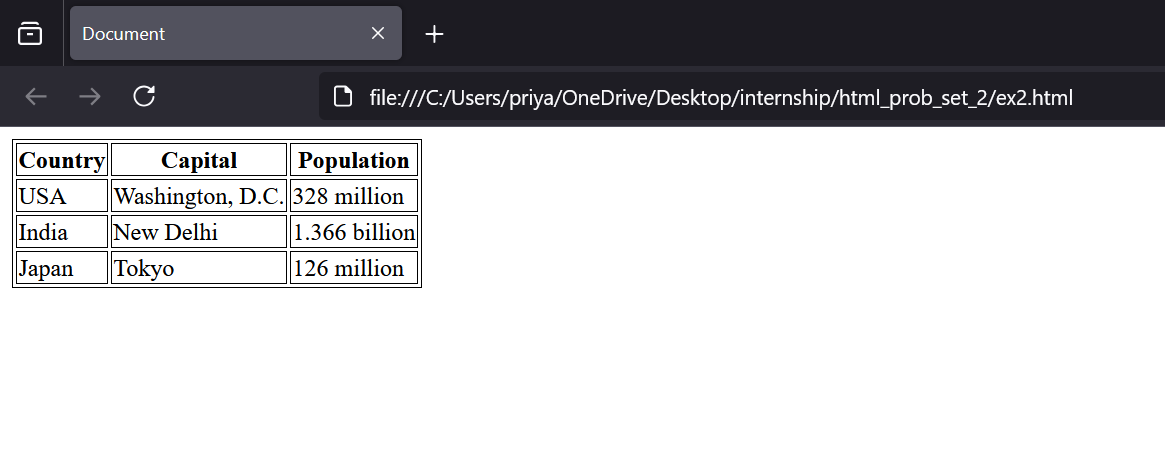 Document
file:///C:/Users/priya/OneDrive/Desktop/internship/html_prob_set_2/ex2.html
Country Capital Population
USA Washington, D.C. 328 million
India New Delhi 1.366 billion
Japan Tokyo 126 million